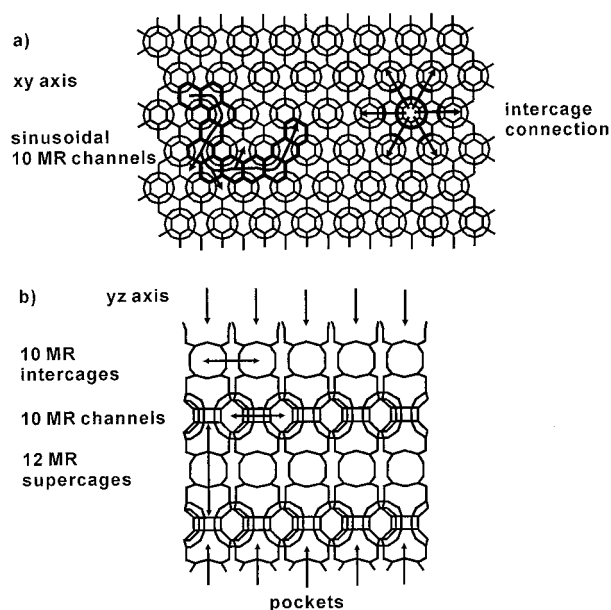 a)
xy axis
sinusoidal
10 MR channels
intercage
connection
b)
yz axis
10 MR
intercages
10 MR channels
12 MR
supercages
pockets